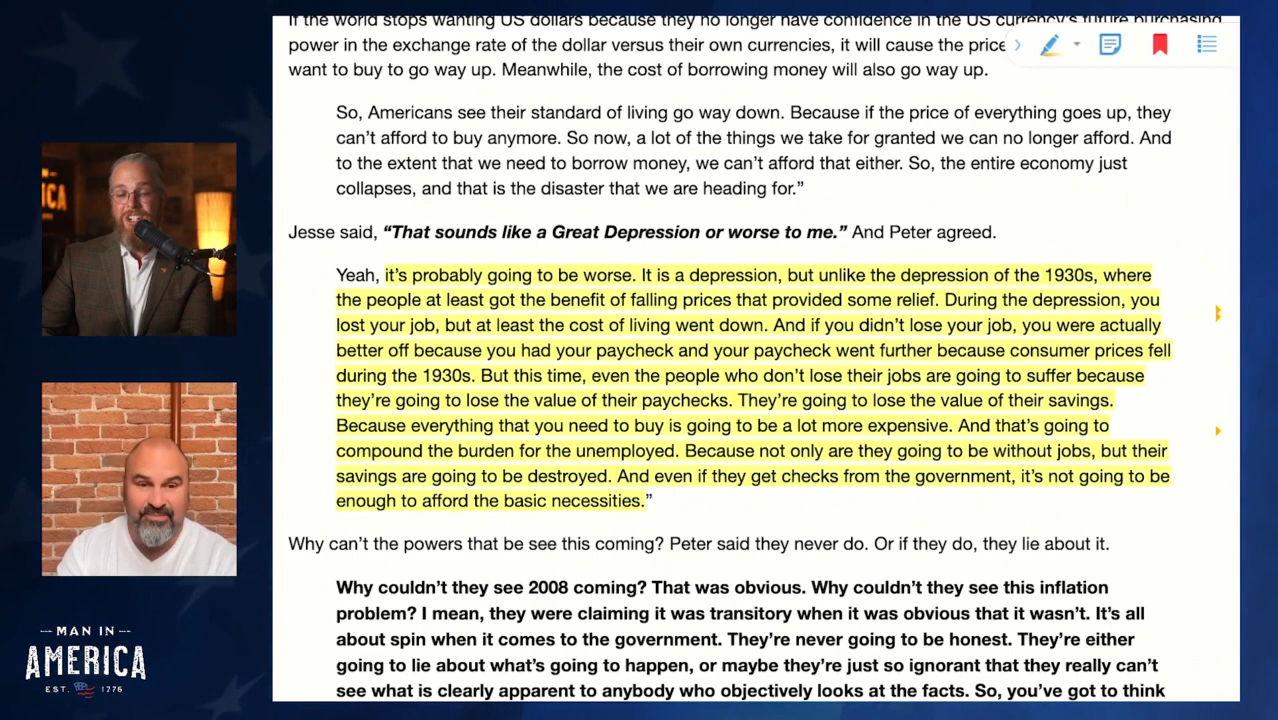 If the world stops wanting US dollars because they no longer have confidence in the US currency's future purchasing
power in the exchange rate of the dollar versus their own currencies, it will cause the price
want to buy to go way up. Meanwhile, the cost of borrowing money will also go way up.
So, Americans see their standard of living go way down. Because if the price of everything goes up, they
can't afford to buy anymore. So now, a lot of the things we take for granted we can no longer afford. And
to the extent that we need to borrow money, we can't afford that either. So, the entire economy just
collapses, and that is the disaster that we are heading for.”
Jesse said, “That sounds like a Great Depression or worse to me.” And Peter agreed.
Yeah, it's probably going to be worse. It is a depression, but unlike the depression of the 1930s, where
the people at least got the benefit of falling prices that provided some relief. During the depression, you
lost your job, but at least the cost of living went down. And if you didn't lose your job, you were actually
better off because you had your paycheck and your paycheck went further because consumer prices fell
during the 1930s. But this time, even the people who don't lose their jobs are going to suffer because
they're going to lose the value of their paychecks. They're going to lose the value of their savings.
Because everything that you need to buy is going to be a lot more expensive. And that's going to
compound the burden for the unemployed. Because not only are they going to be without jobs, but their
savings are going to be destroyed. And even if they get checks from the government, it's not going to be
enough to afford the basic necessities.”
Why can't the powers that be see this coming? Peter said they never do. Or if they do, they lie about it.
Why couldn't they see 2008 coming? That was obvious. Why couldn't they see this inflation
problem? I mean, they were claiming it was transitory when it was obvious that it wasn't. It's all
about spin when it comes to the government. They're never going to be honest. They're either
going to lie about what's going to happen, or maybe they're just so ignorant that they really can't
see what is clearly apparent to anybody who objectively looks at the facts. So, you've got to think
ICA
MAN IN
AMERICA
EST. 1776